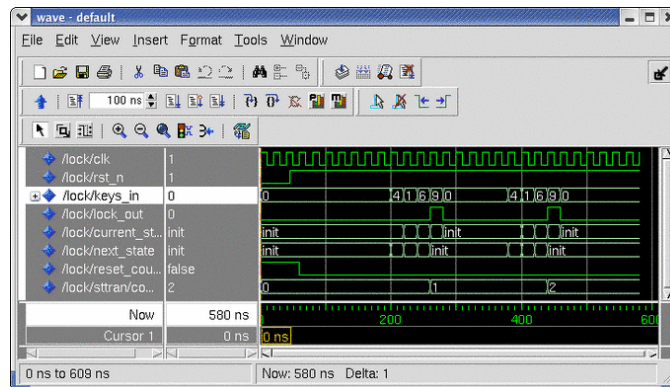 wave - default
File Edit View Insert Format Tools Window
100 ns
/lock/clk 1
/lock/rst_n 1
/lock/keys_in 0 0 4 1 6 9 0 4 1 6 9 0
/lock/lock_out 0
/lock/current_st... init init init init
/lock/next_state init init init init
/lock/reset_cou... false
/lock/sttran/co... 2 0 1 2
Now 580 ns 200 400 600
Cursor 1 0 ns 0 ns
0 ns to 609 ns Now: 580 ns Delta: 1